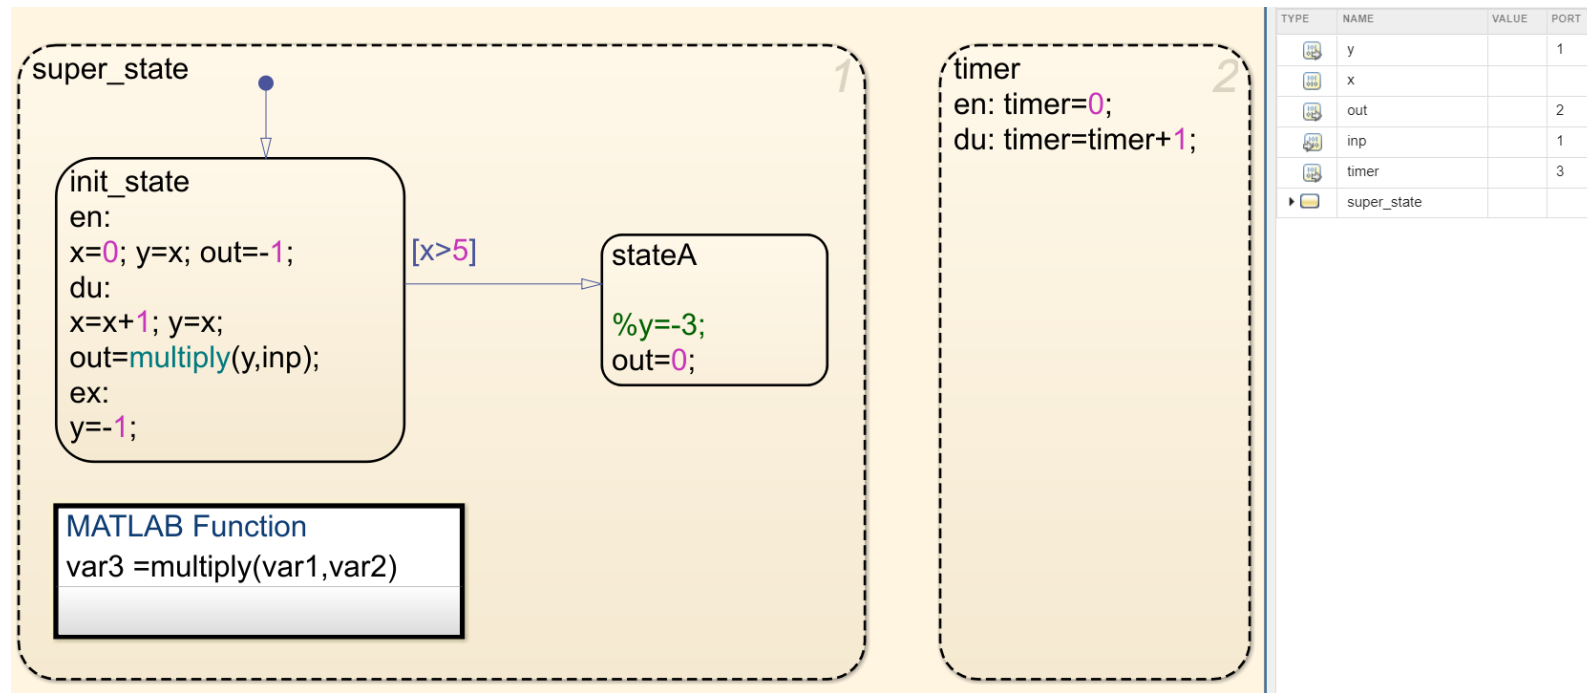 super_state
1
init_state
en:
x=0; y=x; out=-1;
du:
x=x+1; y=x;
out=multiply(y,inp);
ex:
y=-1;
[x>5]
stateA
%y=-3;
out=0;
MATLAB Function
var3 =multiply(var1,var2)
timer
2
en: timer=0;
du: timer=timer+1;
TYPE NAME VALUE PORT
y 1
x
out 2
inp 1
timer 3
super_state